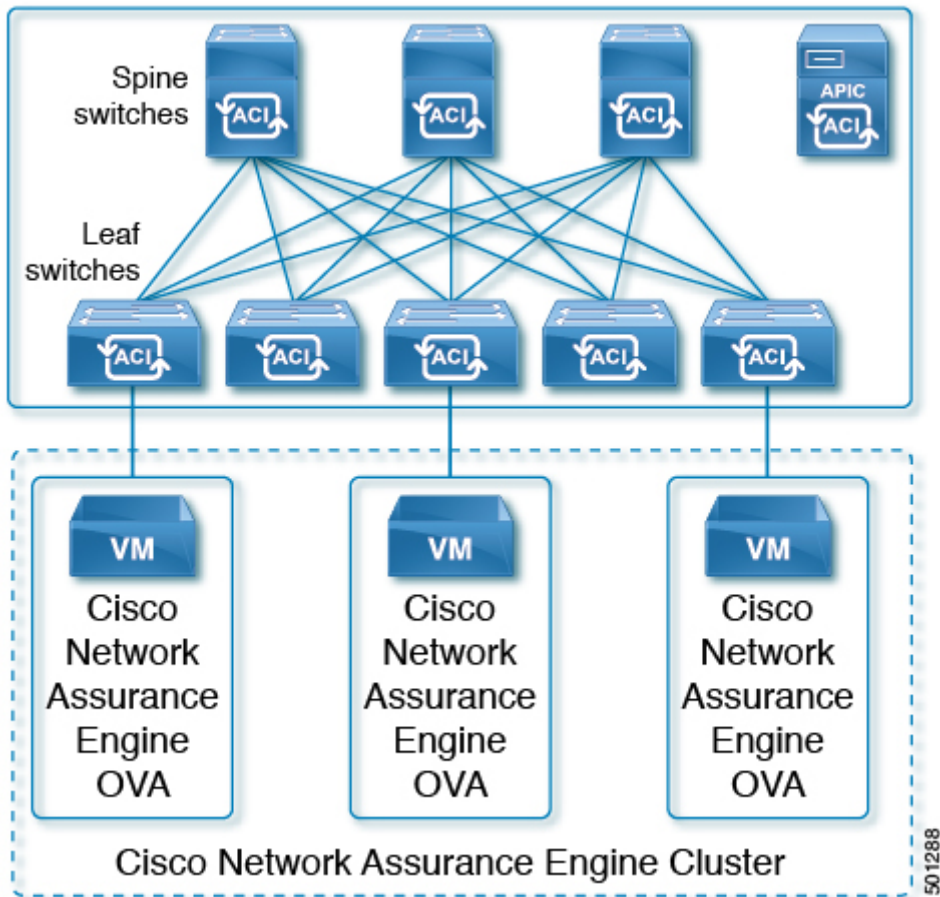 Spine
switches
ACI
ACI
ACI
APIC
ACI
Leaf
switches
ACI
ACI
ACI
ACI
ACI
VM
Cisco
Network
Assurance
Engine
OVA
VM
Cisco
Network
Assurance
Engine
OVA
VM
Cisco
Network
Assurance
Engine
OVA
Cisco Network Assurance Engine Cluster
501288